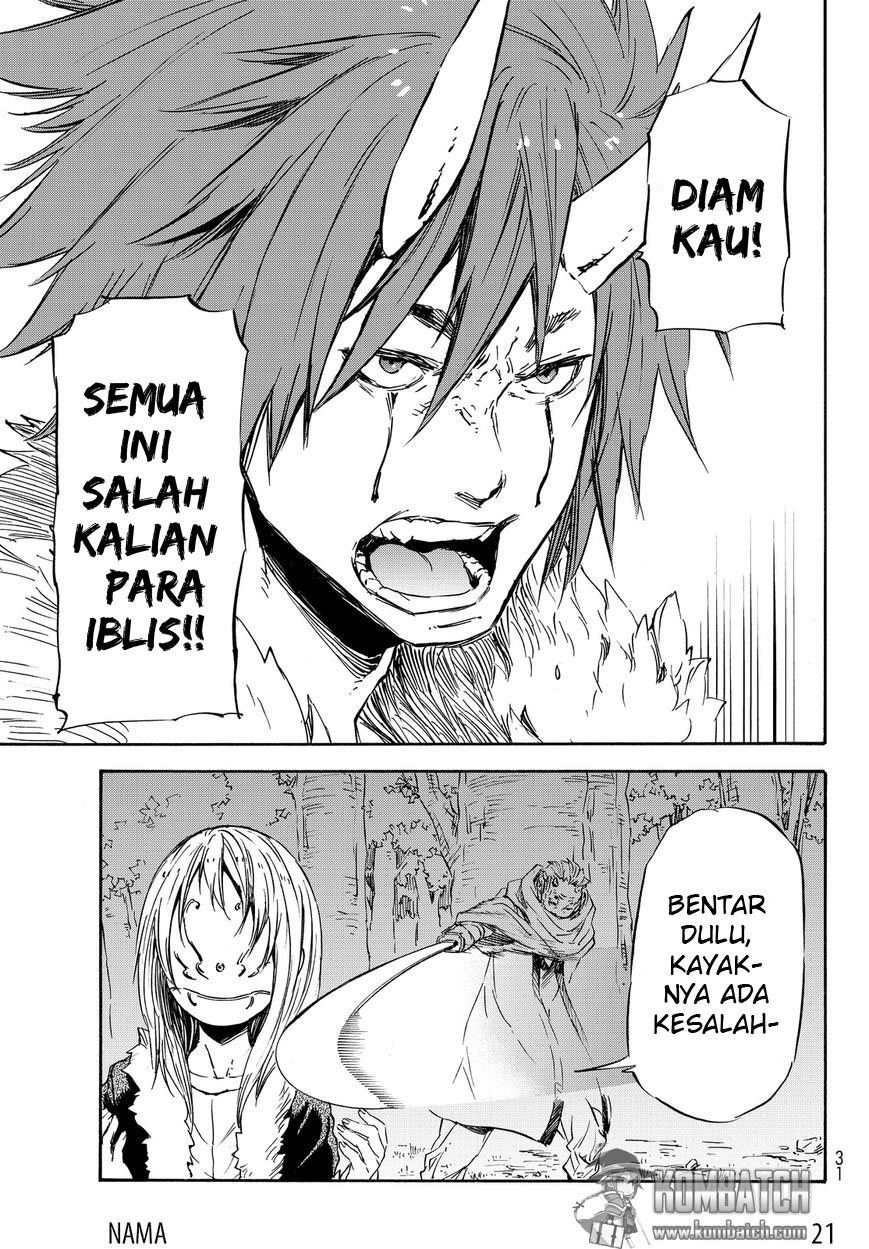 DIAM
KAU!
SEMUA
INI
SALAH
KALIAN
PARA
IBLIS!!
BENTAR
DULU,
KAYAK-
NYA ADA
KESALAH-
31
KOMBATCH
www.kombatch.com
NAMA
21